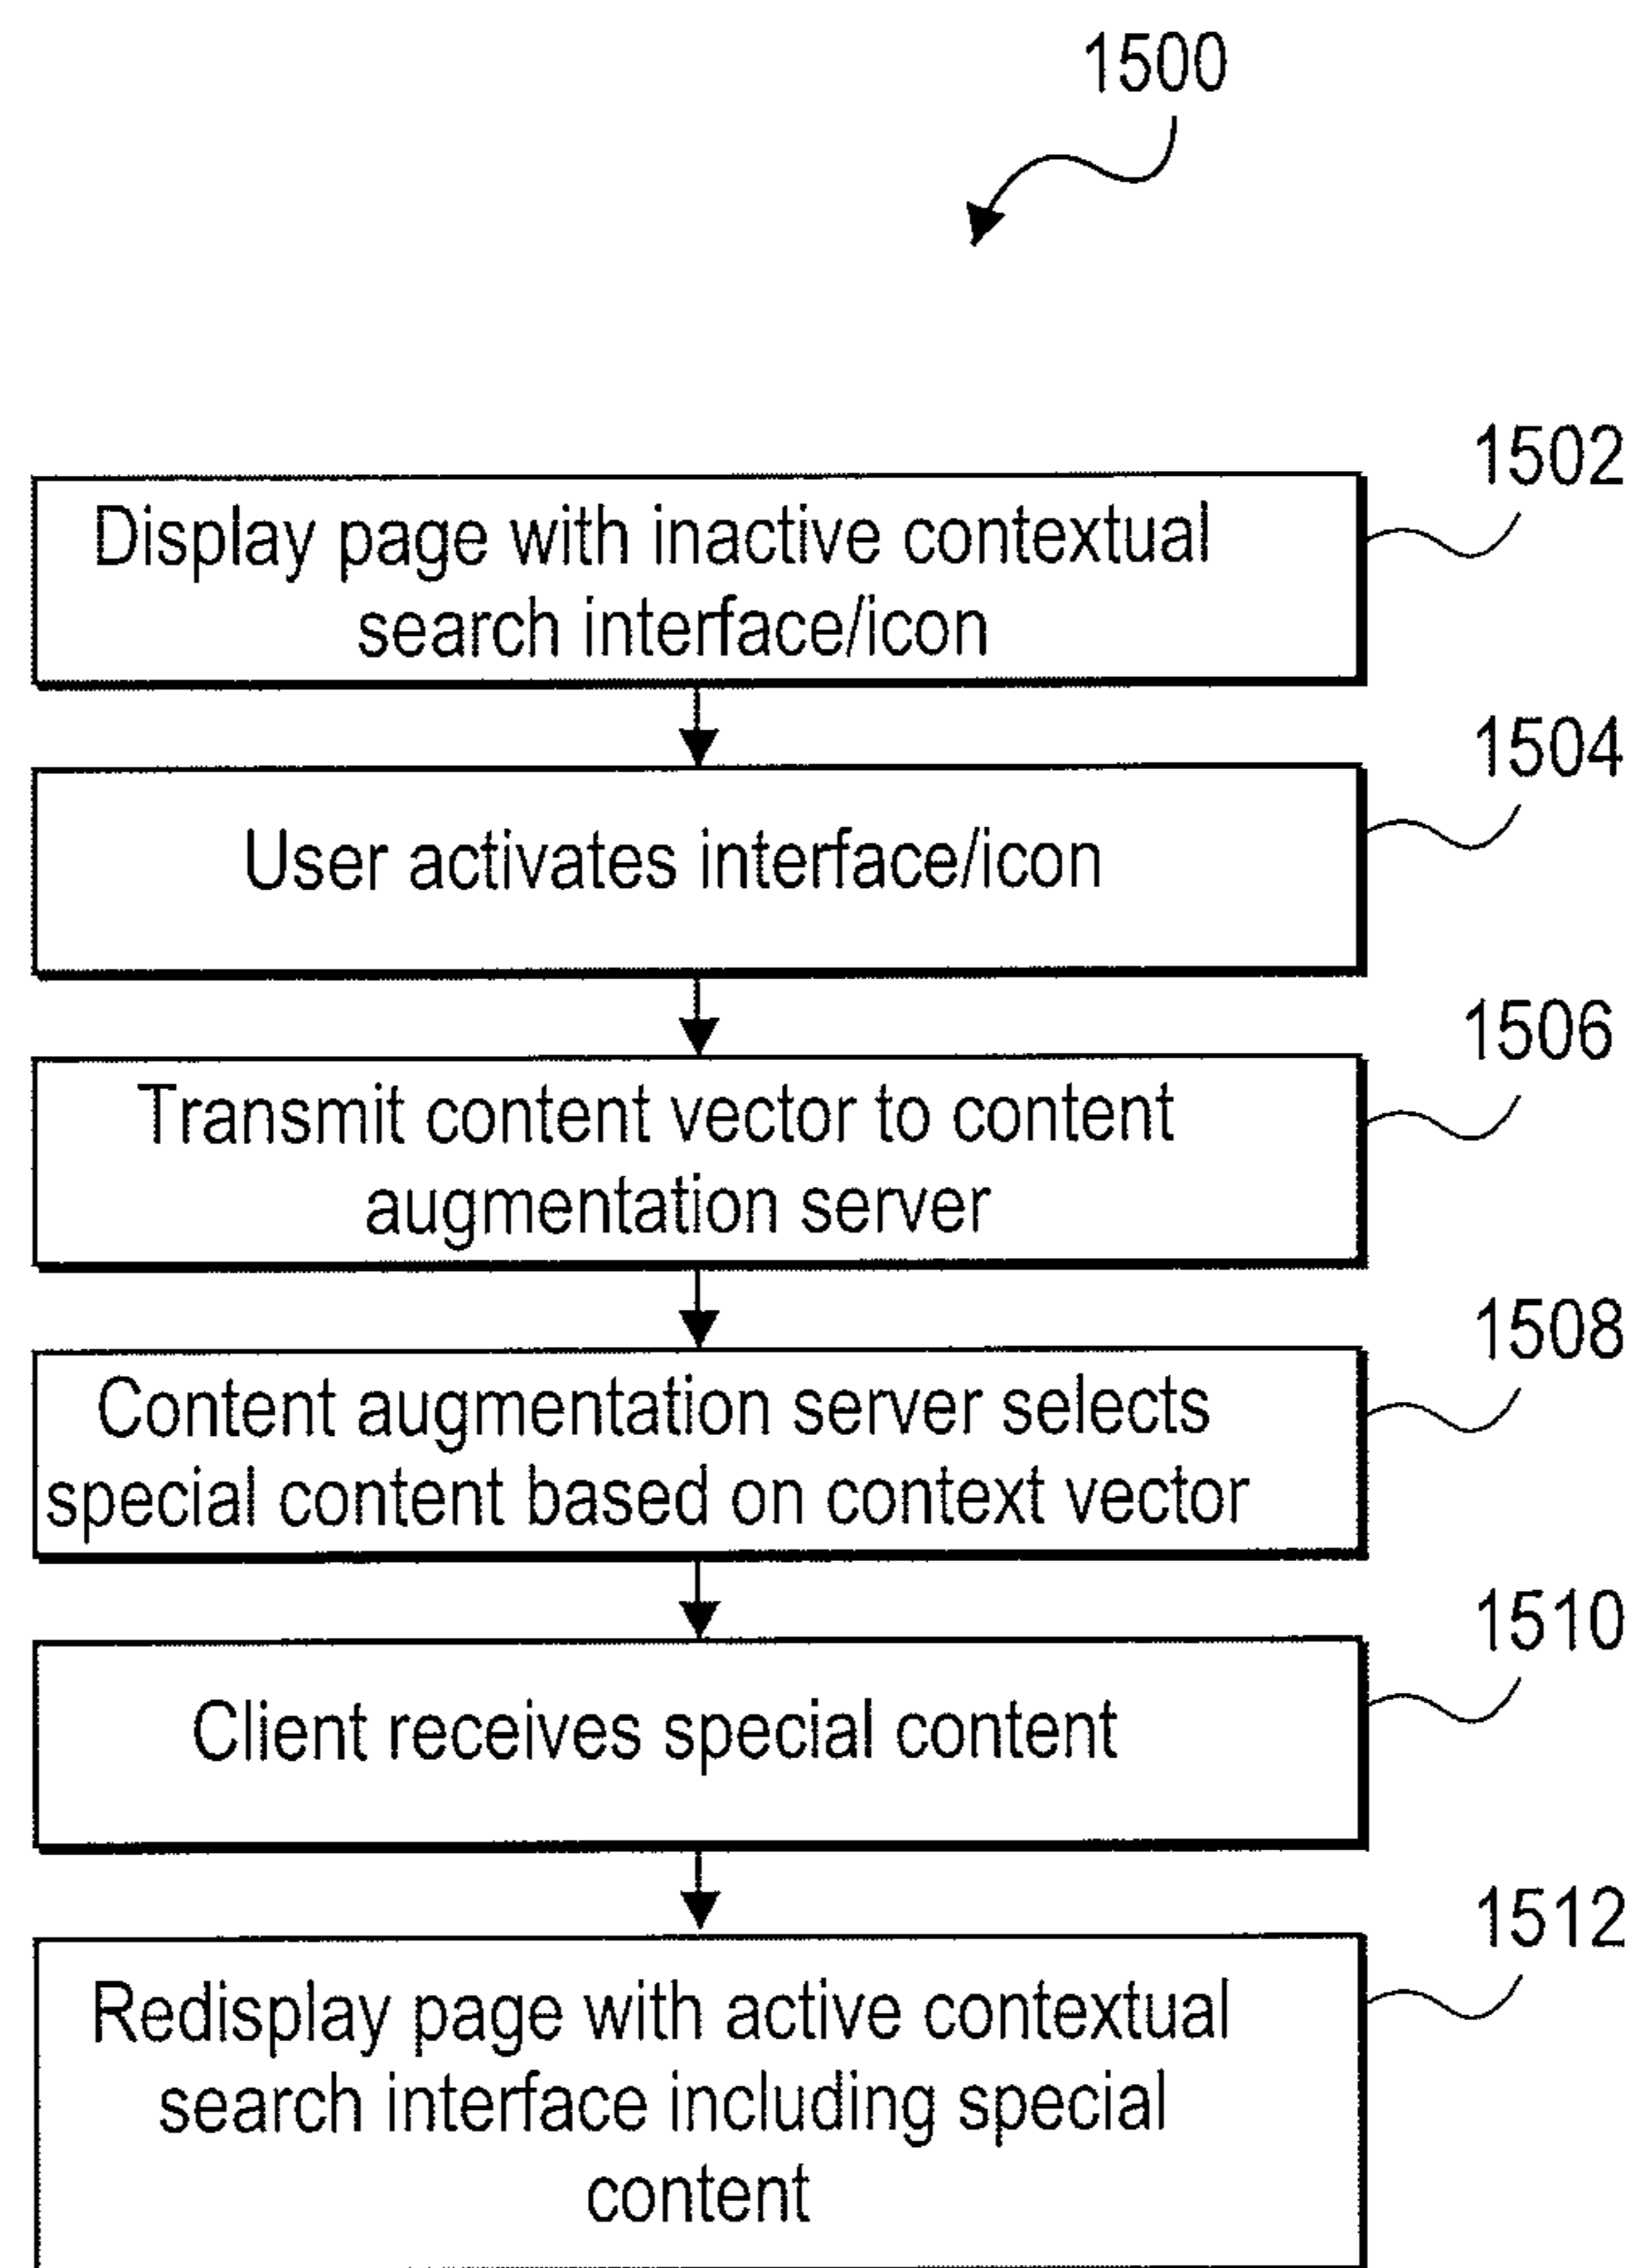 1500
1502
Display page with inactive contextual
search interface/icon
1504
User activates interface/icon
1506
Transmit content vector to content
augmentation server
1508
Content augmentation server selects
special content based on context vector
1510
Client receives special content
1512
Redisplay page with active contextual
search interface including special
content